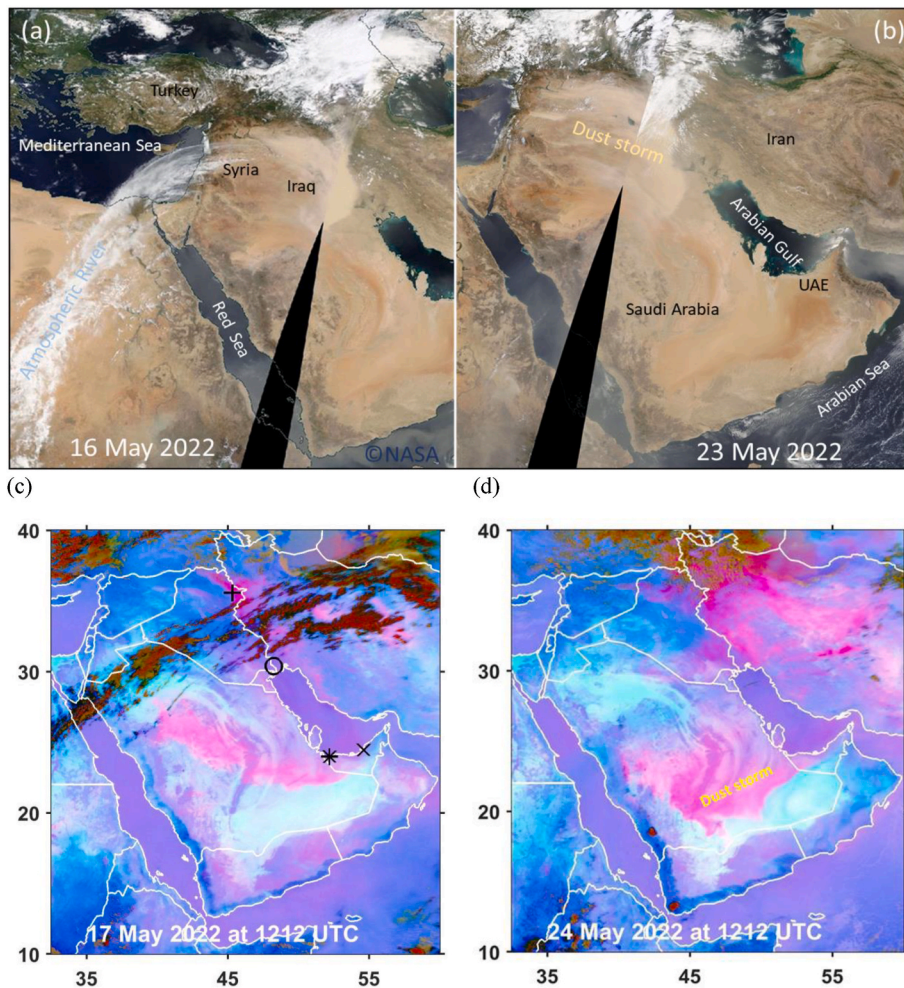 (a)
(b)
Turkey
Mediterranean Sea
Syria
Iraq
Atmospheric River
Red Sea
16 May 2022
©NASA
Dust storm
Iran
Arabian Gulf
UAE
Saudi Arabia
Arabian Sea
23 May 2022
(c)
(d)
40
30
20
10
35
45
55
17 May 2022 at 1212 UTC
40
30
20
10
35
45
55
Dust storm
24 May 2022 at 1212 UTC